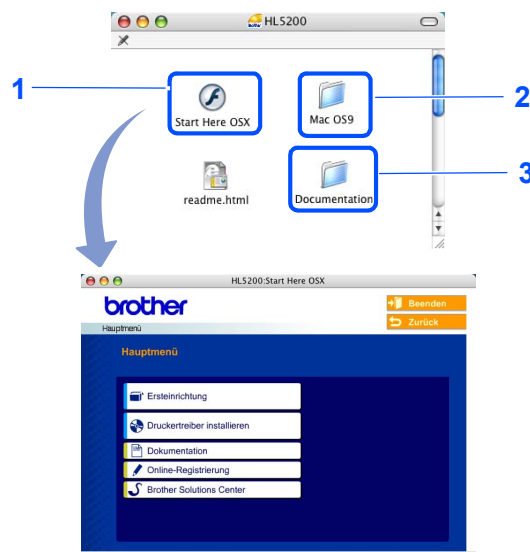 HL5200
1
2
Start Here OSX
Mac OS9
3
readme.html
Documentation
HL5200:Start Here OSX
brother
Beenden
Zurück
Hauptmenü
Hauptmenü
Ersteinrichtung
Druckertreiber installieren
Dokumentation
Online-Registrierung
Brother Solutions Center